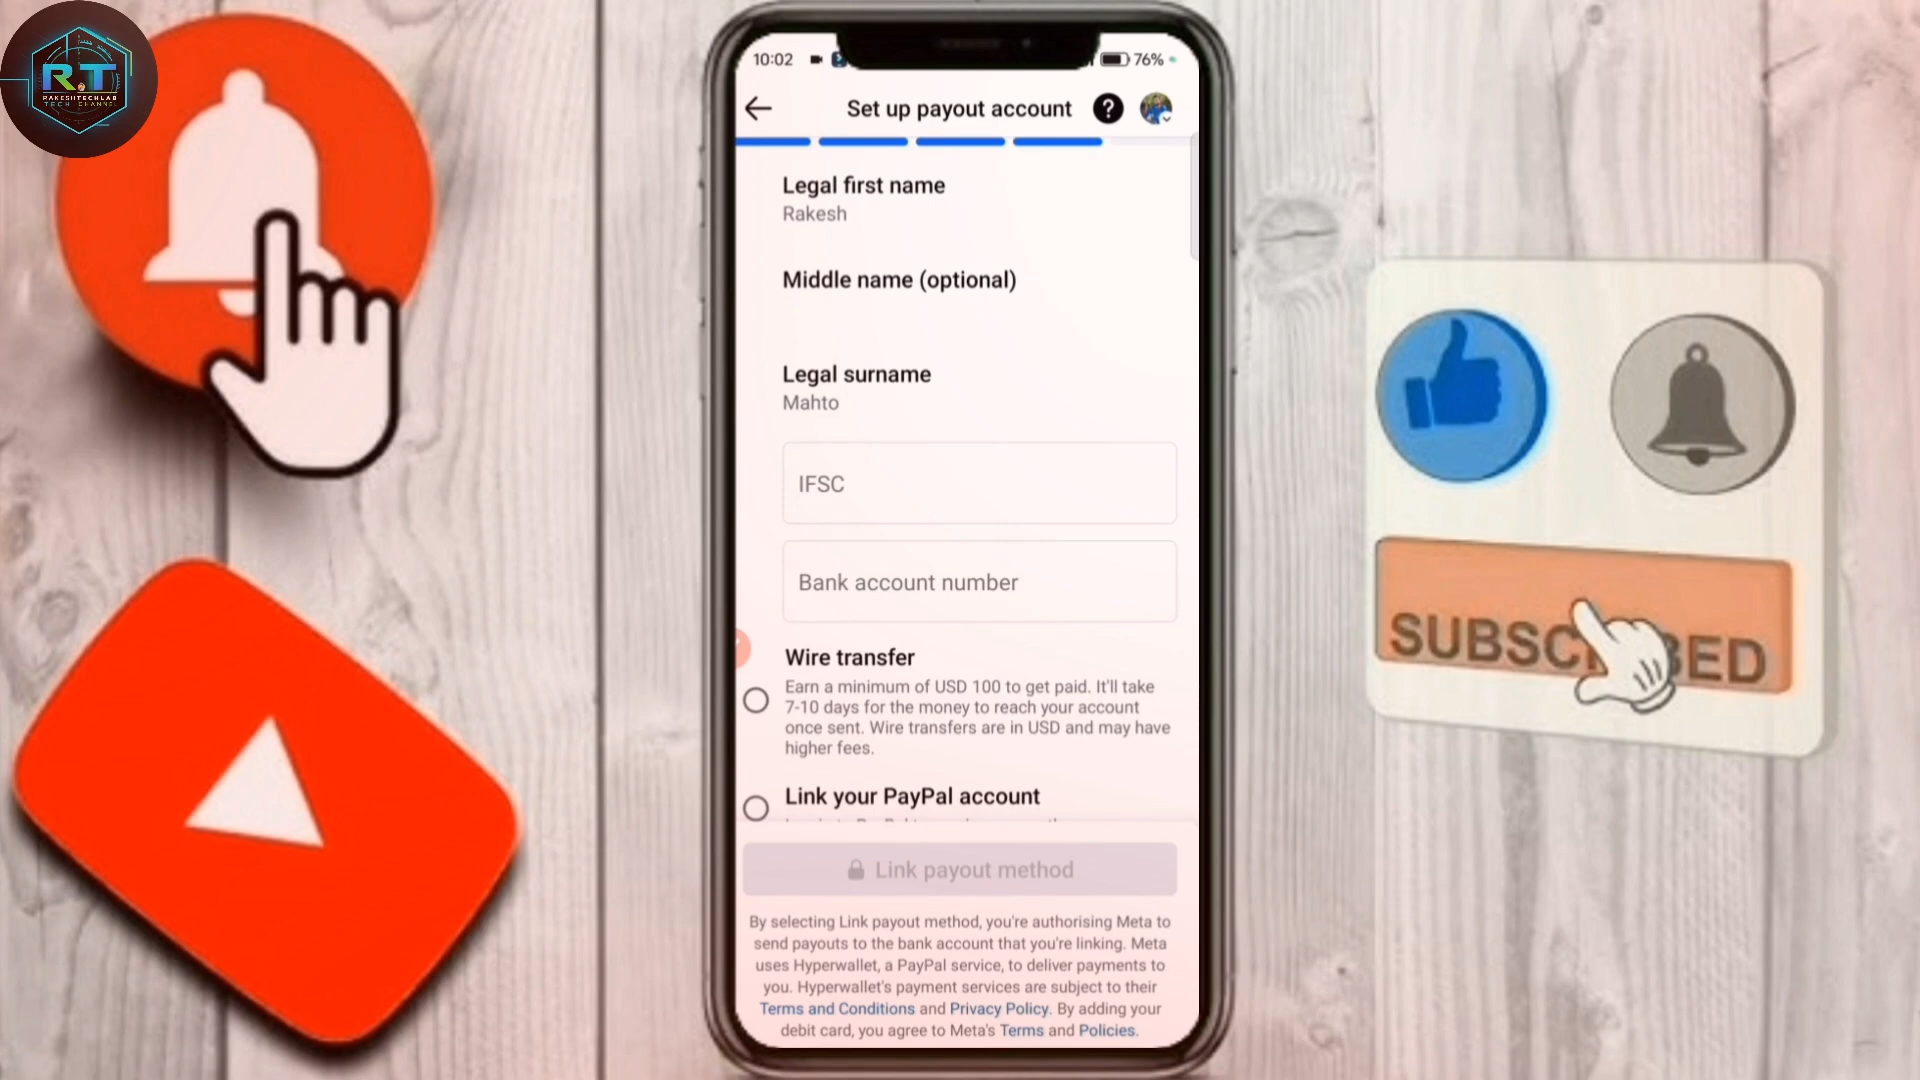 R.T
RAKESHTECHLAB
TECH CHANNEL
10:02
76%
Set up payout account
?
Legal first name
Rakesh
Middle name (optional)
Legal surname
Mahto
IFSC
Bank account number
Wire transfer
Earn a minimum of USD 100 to get paid. It'll take
7-10 days for the money to reach your account
once sent. Wire transfers are in USD and may have
higher fees.
Link your PayPal account
Link payout method
By selecting Link payout method, you're authorising Meta to
send payouts to the bank account that you're linking. Meta
uses Hyperwallet, a PayPal service, to deliver payments to
you. Hyperwallet's payment services are subject to their
Terms and Conditions and Privacy Policy. By adding your
debit card, you agree to Meta's Terms and Policies.
SUBSCRIBED